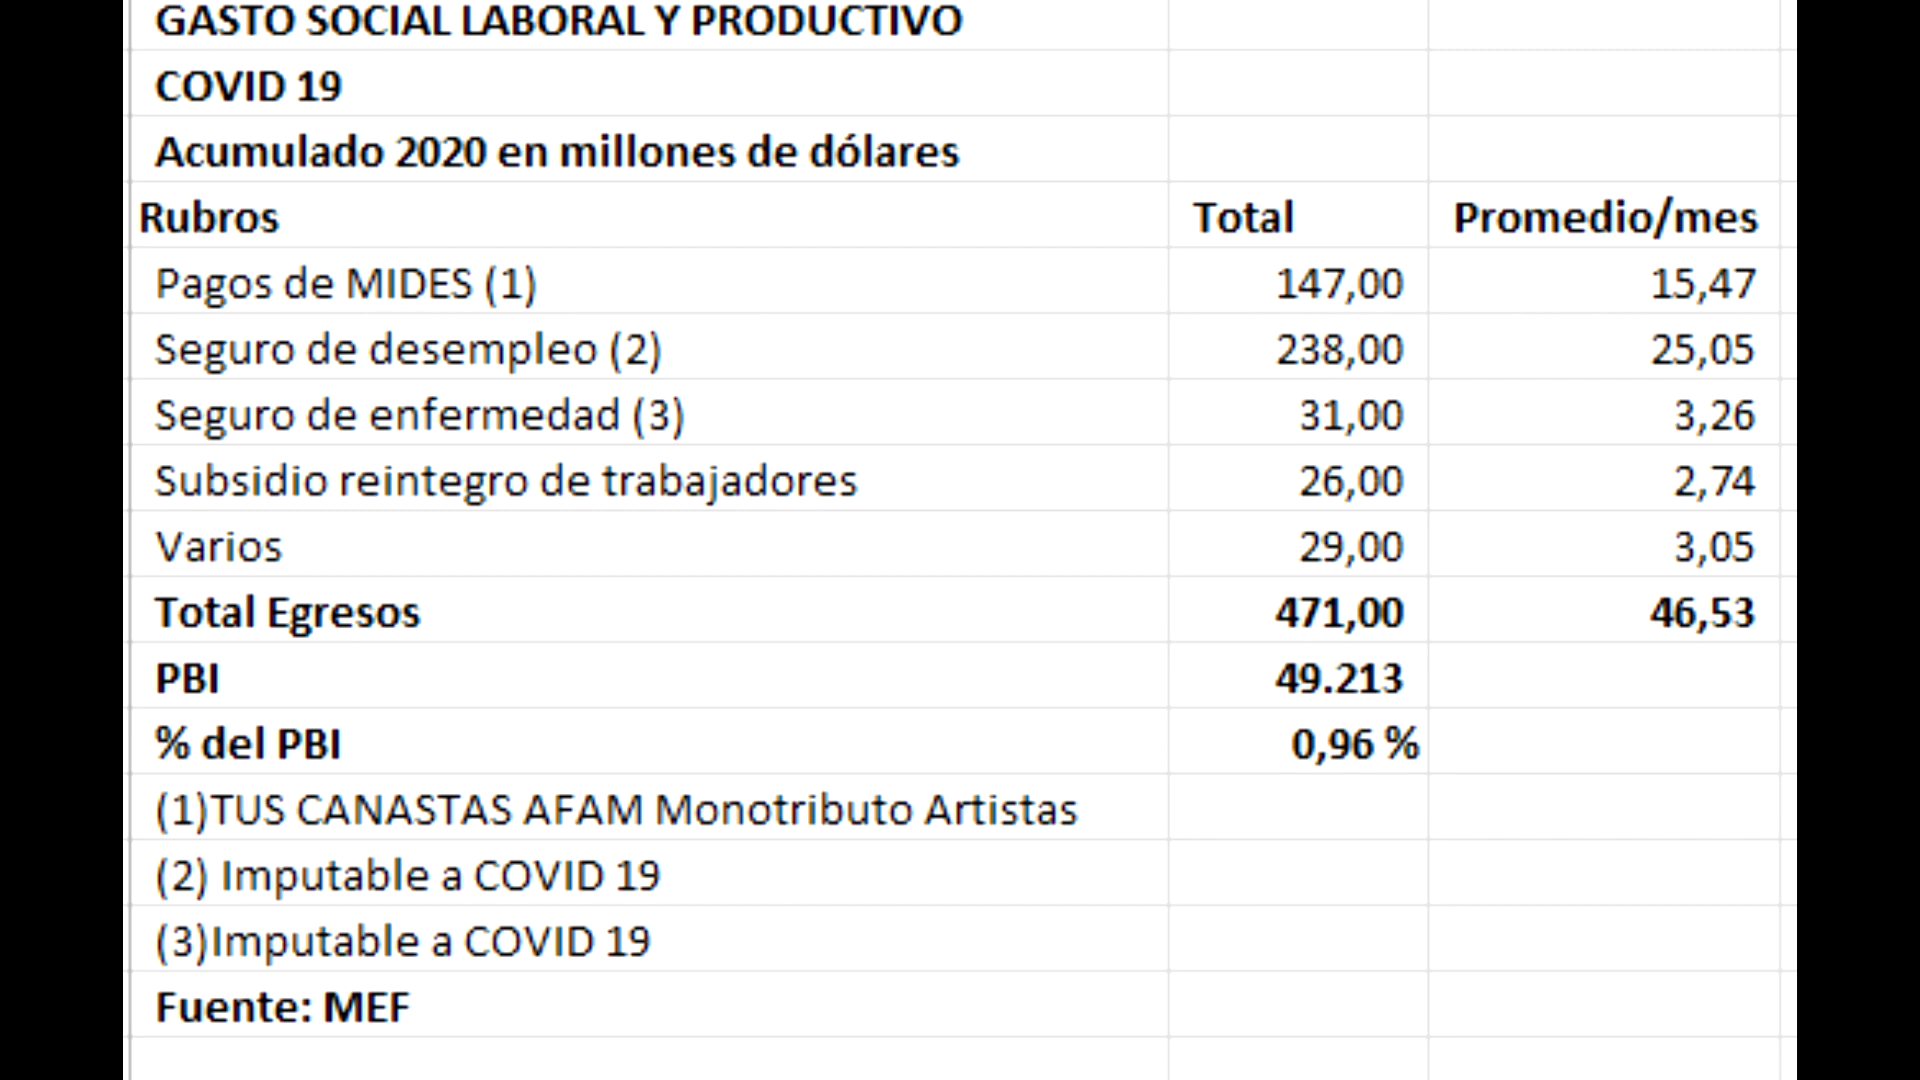 GASTO SOCIAL LABORAL Y PRODUCTIVO
COVID 19
Acumulado 2020 en millones de dólares
Rubros Total Promedio/mes
Pagos de MIDES (1) 147,00 15,47
Seguro de desempleo (2) 238,00 25,05
Seguro de enfermedad (3) 31,00 3,26
Subsidio reintegro de trabajadores 26,00 2,74
Varios 29,00 3,05
Total Egresos 471,00 46,53
PBI 49.213
% del PBI 0,96 %
(1)TUS CANASTAS AFAM Monotributo Artistas
(2) Imputable a COVID 19
(3)Imputable a COVID 19
Fuente: MEF